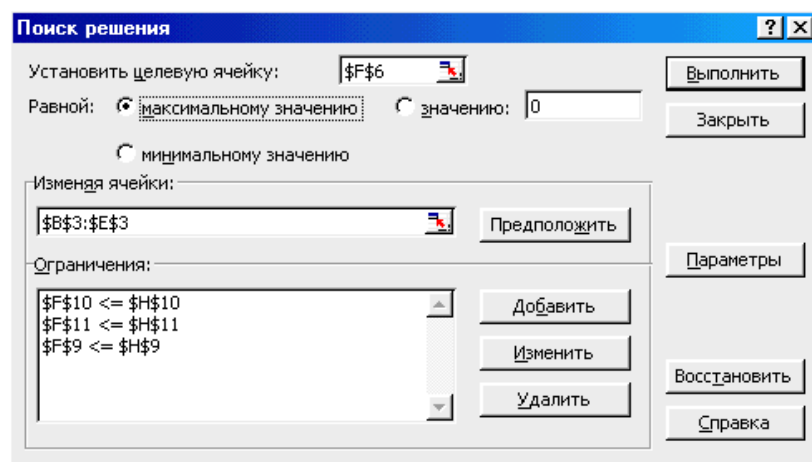 Поиск решения
Установить целевую ячейку: $F$6
Выполнить
Равной: максимальному значению значению: 0
Закрыть
минимальному значению
Изменяя ячейки:
$B$3:$E$3
Предположить
Параметры
Ограничения:
$F$10 <= $H$10
$F$11 <= $H$11
$F$9 <= $H$9
Добавить
Изменить
Удалить
Восстановить
Справка